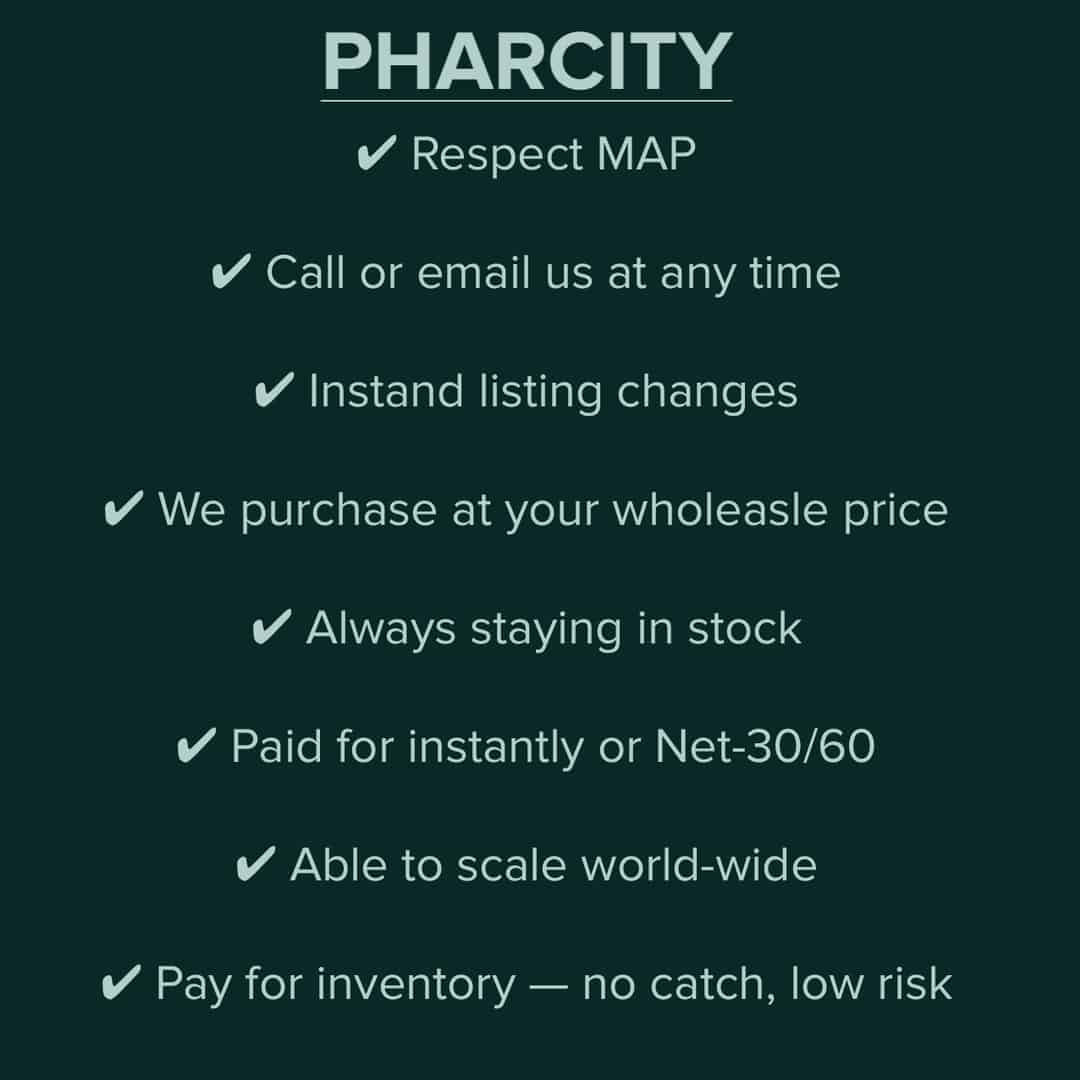 PHARCITY
✔ Respect MAP
✔ Call or email us at any time
✔ Instand listing changes
✔ We purchase at your wholeasle price
✔ Always staying in stock
✔ Paid for instantly or Net-30/60
✔ Able to scale world-wide
✔ Pay for inventory — no catch, low risk